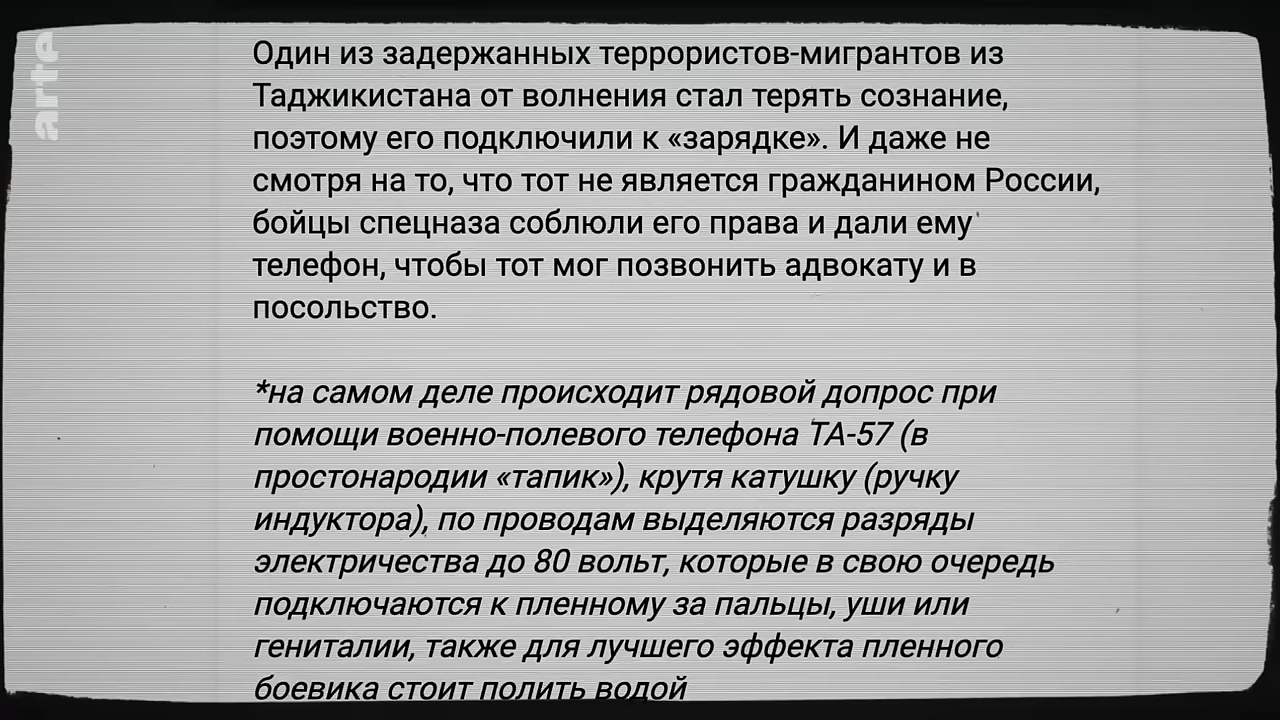 arte
Один из задержанных террористов-мигрантов из
Таджикистана от волнения стал терять сознание,
поэтому его подключили к «зарядке». И даже не
смотря на то, что тот не является гражданином России,
бойцы спецназа соблюли его права и дали ему
телефон, чтобы тот мог позвонить адвокату и в
посольство.
*на самом деле происходит рядовой допрос при
помощи военно-полевого телефона ТА-57 (в
простонародии «тапик»), крутя катушку (ручку
индуктора), по проводам выделяются разряды
электричества до 80 вольт, которые в свою очередь
подключаются к пленному за пальцы, уши или
гениталии, также для лучшего эффекта пленного
боевика стоит полить водой